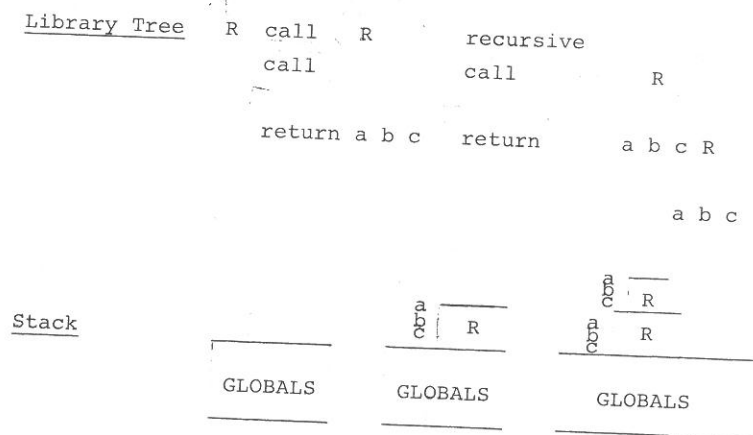 Library Tree R call R recursive
call call R
return a b c return a b c R
a b c
a
b
c R
Stack
a
b
c R
a
b
c R
GLOBALS GLOBALS GLOBALS